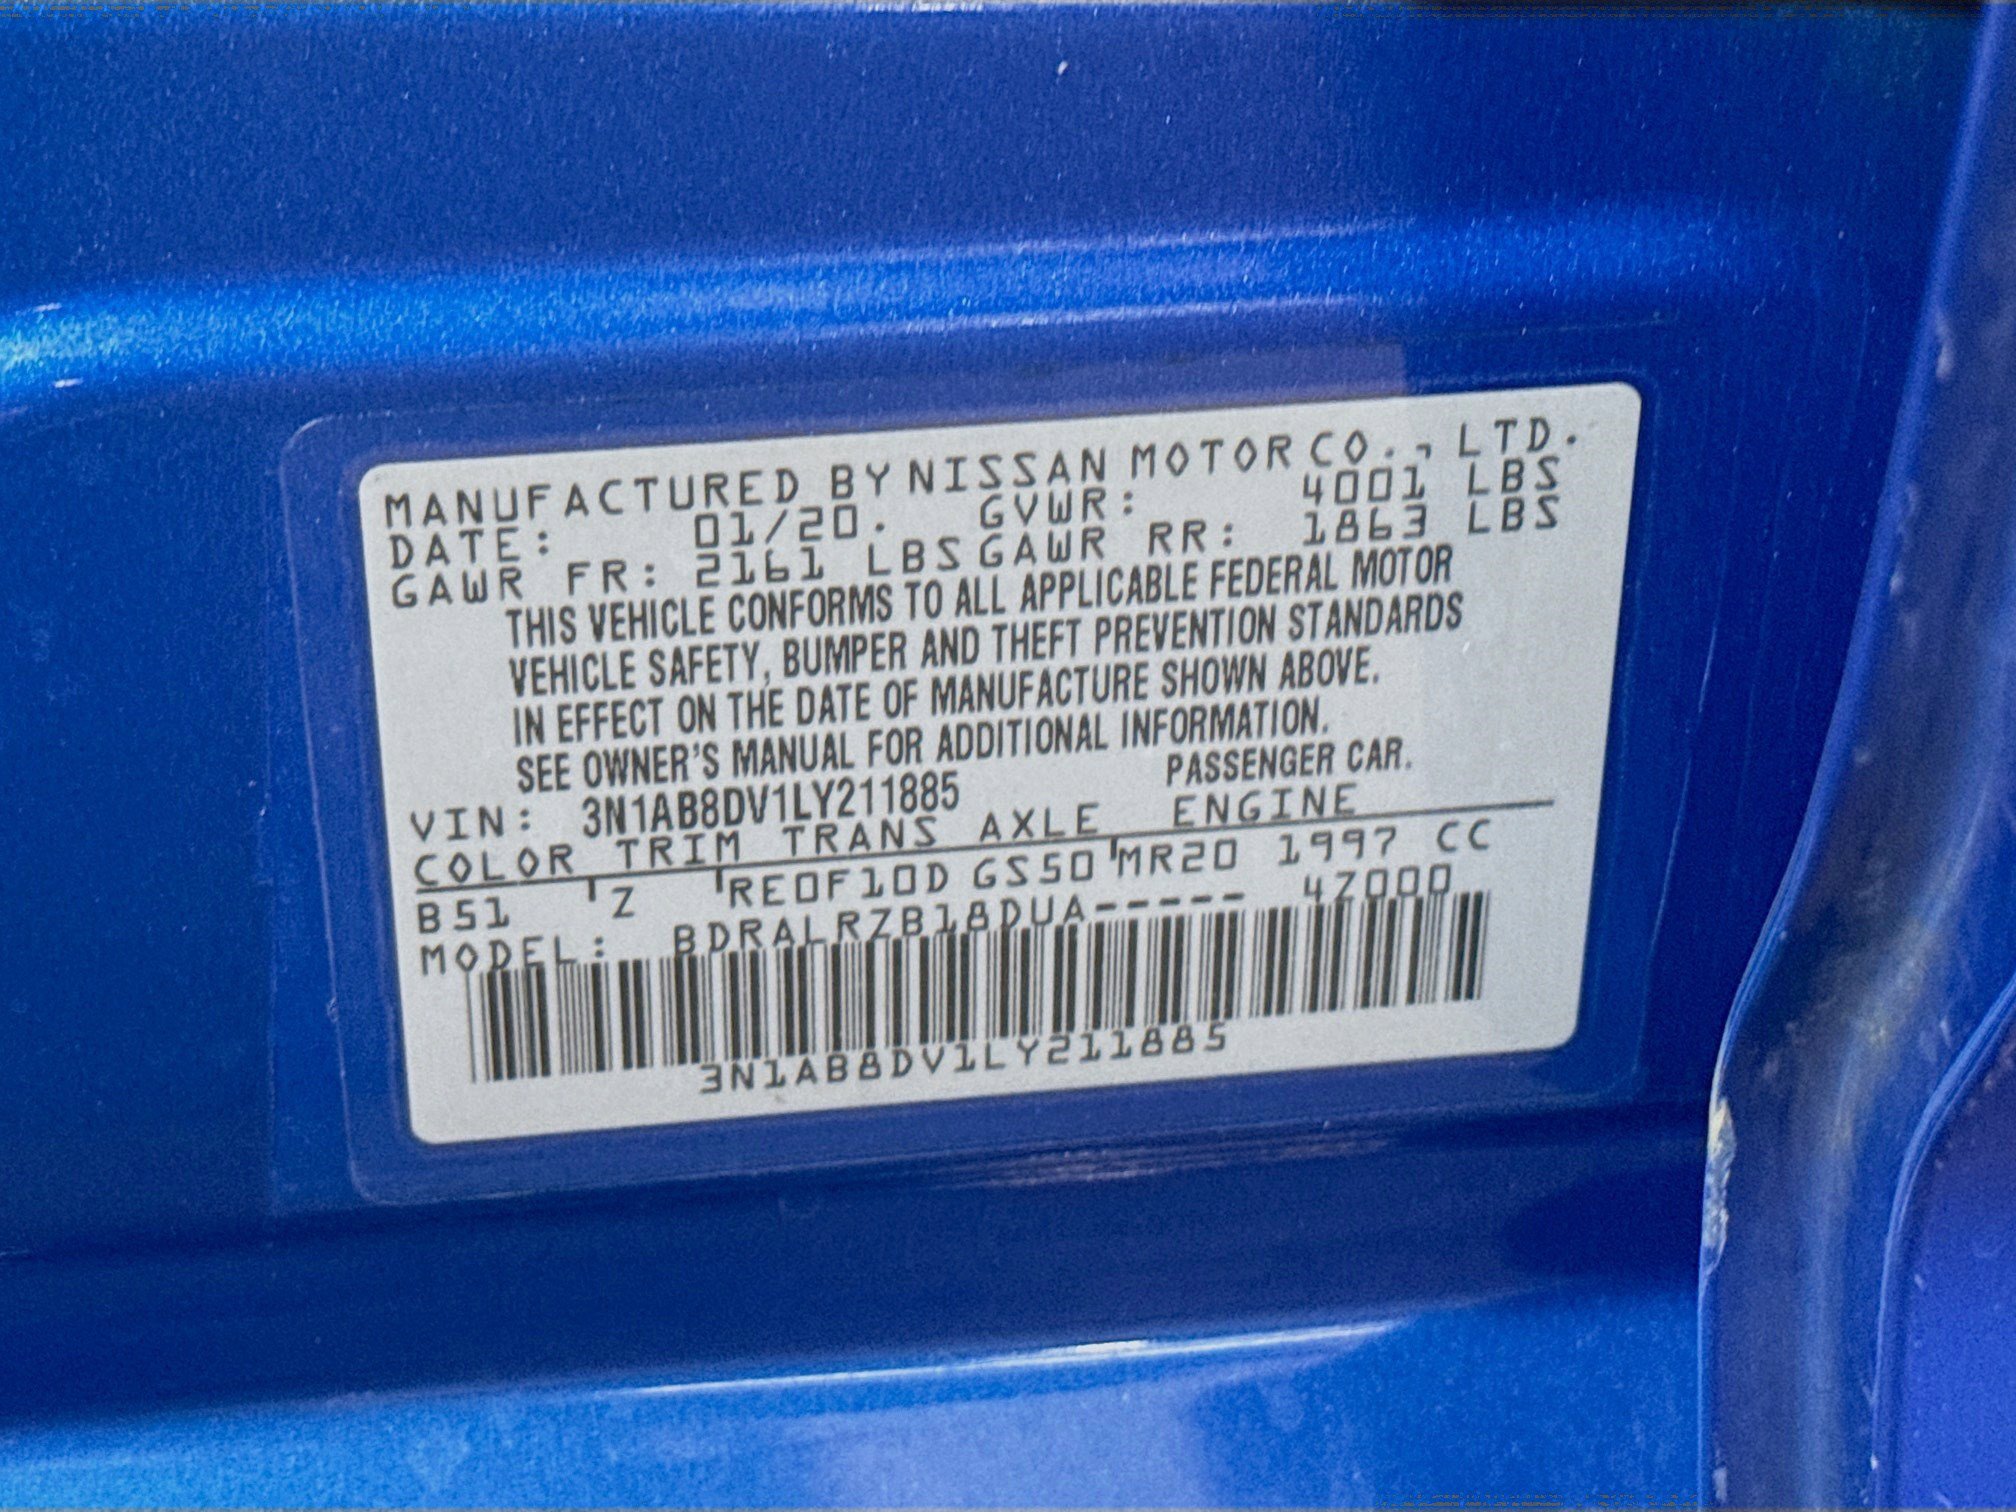 MANUFACTURED BY NISSAN MOTOR CO., LTD.
DATE: 01/20. GVWR: 4001 LBS
GAWR FR: 2161 LBS GAWR RR: 1863 LBS
THIS VEHICLE CONFORMS TO ALL APPLICABLE FEDERAL MOTOR
VEHICLE SAFETY, BUMPER AND THEFT PREVENTION STANDARDS
IN EFFECT ON THE DATE OF MANUFACTURE SHOWN ABOVE.
SEE OWNER'S MANUAL FOR ADDITIONAL INFORMATION.
VIN: 3N1AB8DV1LY211885 PASSENGER CAR.
COLOR TRIM TRANS AXLE ENGINE
B51 Z RE0F10D GS50 MR20 1997 CC
MODEL: BDRALRZB18DUA----- 4Z000
3N1AB8DV1LY211885